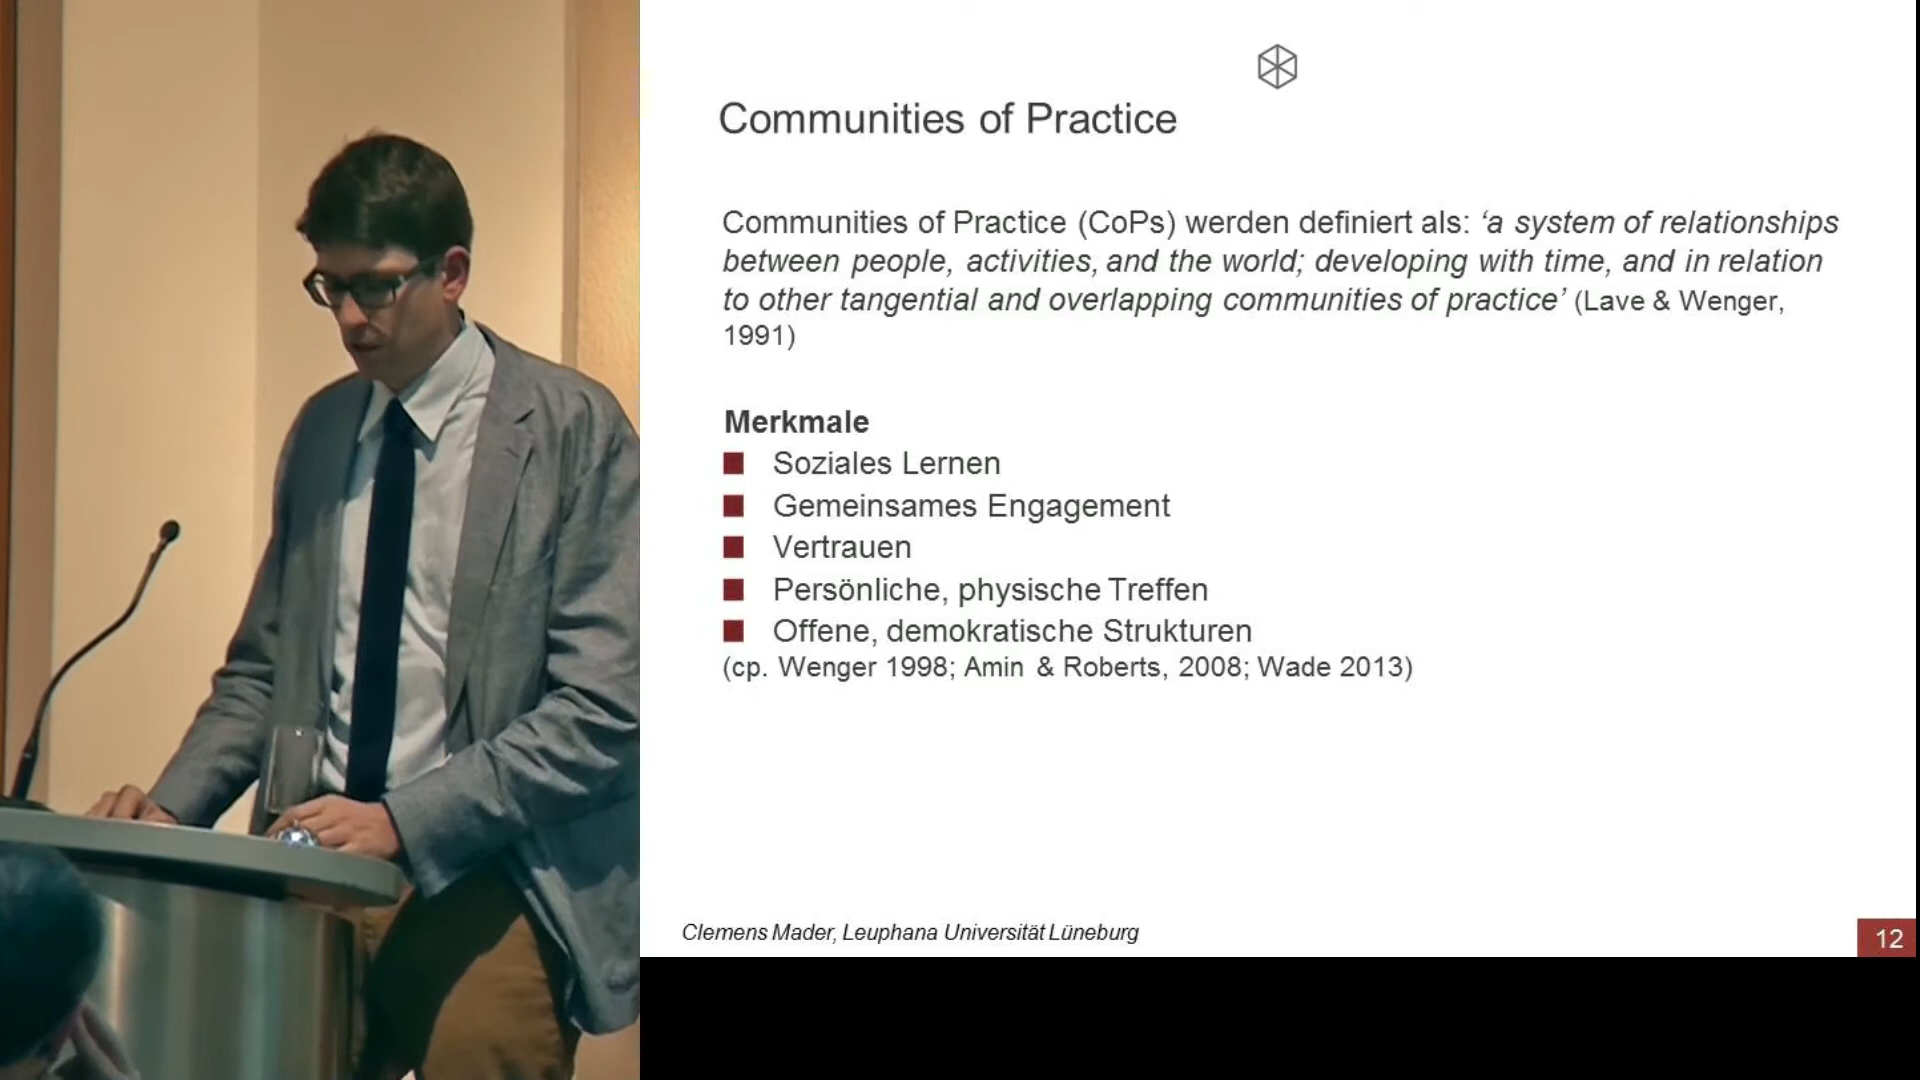 Communities of Practice
Communities of Practice (CoPs) werden definiert als: ‘a system of relationships
between people, activities, and the world; developing with time, and in relation
to other tangential and overlapping communities of practice’ (Lave & Wenger,
1991)
Merkmale
Soziales Lernen
Gemeinsames Engagement
Vertrauen
Persönliche, physische Treffen
Offene, demokratische Strukturen
(cp. Wenger 1998; Amin & Roberts, 2008; Wade 2013)
Clemens Mader, Leuphana Universität Lüneburg
12